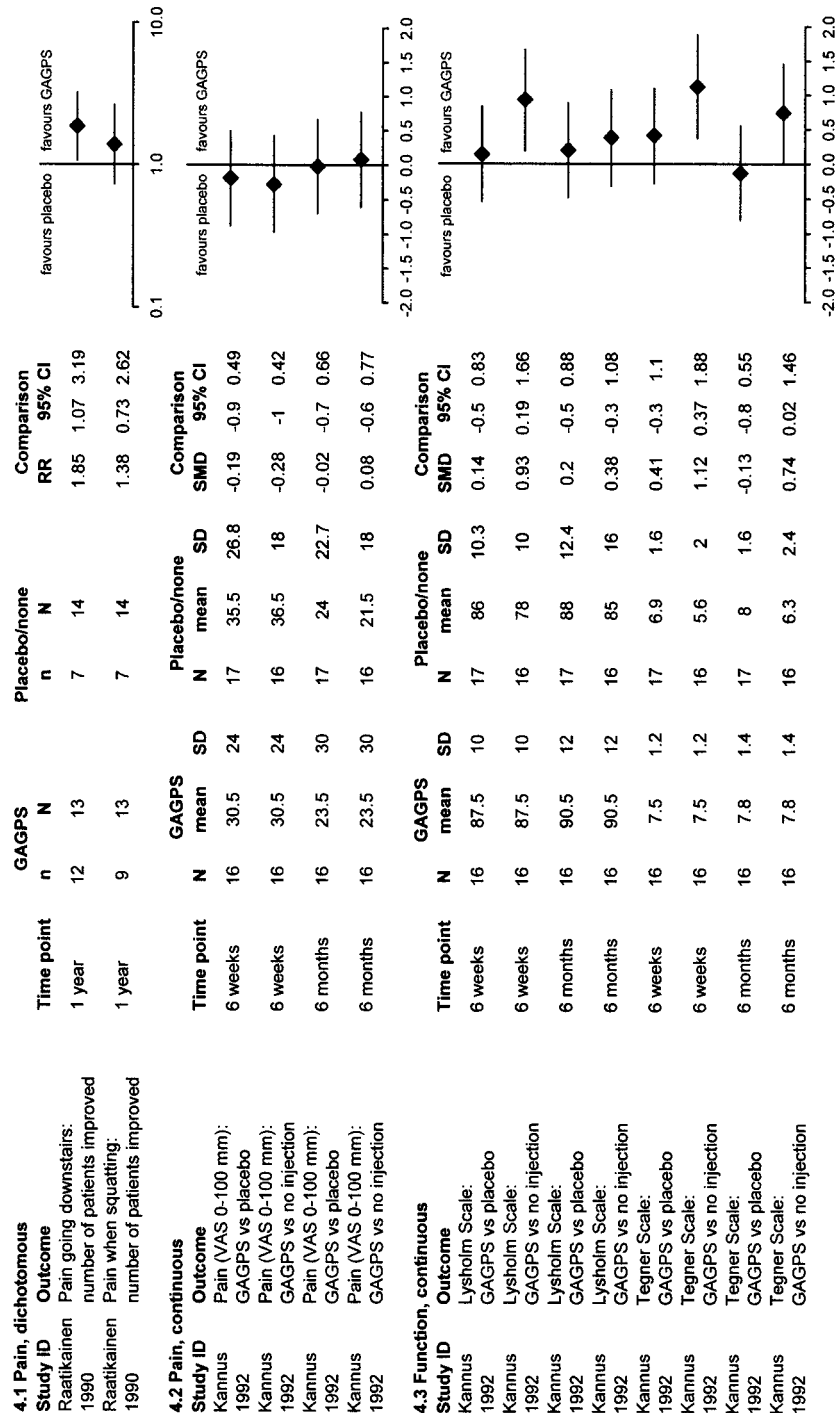 4.1 Pain, dichotomous
GAGPS Placebo/none Comparison
Study ID Outcome Time point n N n N RR 95% CI
Raatikainen Pain going downstairs: 1 year 12 13 7 14 1.85 1.07 3.19
1990 number of patients improved
Raatikainen Pain when squatting: 1 year 9 13 7 14 1.38 0.73 2.62
1990 number of patients improved
favours placebo favours GAGPS
0.1 1.0 10.0
4.2 Pain, continuous
GAGPS Placebo/none Comparison
Study ID Outcome Time point N mean SD N mean SD SMD 95% CI
Kannus Pain (VAS 0-100 mm): 6 weeks 16 30.5 24 17 35.5 26.8 -0.19 -0.9 0.49
1992 GAGPS vs placebo
Kannus Pain (VAS 0-100 mm): 6 weeks 16 30.5 24 16 36.5 18 -0.28 -1 0.42
1992 GAGPS vs no injection
Kannus Pain (VAS 0-100 mm): 6 months 16 23.5 30 17 24 22.7 -0.02 -0.7 0.66
1992 GAGPS vs placebo
Kannus Pain (VAS 0-100 mm): 6 months 16 23.5 30 16 21.5 18 0.08 -0.6 0.77
1992 GAGPS vs no injection
favours placebo favours GAGPS
-2.0 -1.5 -1.0 -0.5 0.0 0.5 1.0 1.5 2.0
4.3 Function, continuous
GAGPS Placebo/none Comparison
Study ID Outcome Time point N mean SD N mean SD SMD 95% CI
Kannus Lysholm Scale: 6 weeks 16 87.5 10 17 86 10.3 0.14 -0.5 0.83
1992 GAGPS vs placebo
Kannus Lysholm Scale: 6 weeks 16 87.5 10 16 78 10 0.93 0.19 1.66
1992 GAGPS vs no injection
Kannus Lysholm Scale: 6 months 16 90.5 12 17 88 12.4 0.2 -0.5 0.88
1992 GAGPS vs placebo
Kannus Lysholm Scale: 6 months 16 90.5 12 16 85 16 0.38 -0.3 1.08
1992 GAGPS vs no injection
Kannus Tegner Scale: 6 weeks 16 7.5 1.2 17 6.9 1.6 0.41 -0.3 1.1
1992 GAGPS vs placebo
Kannus Tegner Scale: 6 weeks 16 7.5 1.2 16 5.6 2 1.12 0.37 1.88
1992 GAGPS vs no injection
Kannus Tegner Scale: 6 months 16 7.8 1.4 17 8 1.6 -0.13 -0.8 0.55
1992 GAGPS vs placebo
Kannus Tegner Scale: 6 months 16 7.8 1.4 16 6.3 2.4 0.74 0.02 1.46
1992 GAGPS vs no injection
favours placebo favours GAGPS
-2.0 -1.5 -1.0 -0.5 0.0 0.5 1.0 1.5 2.0